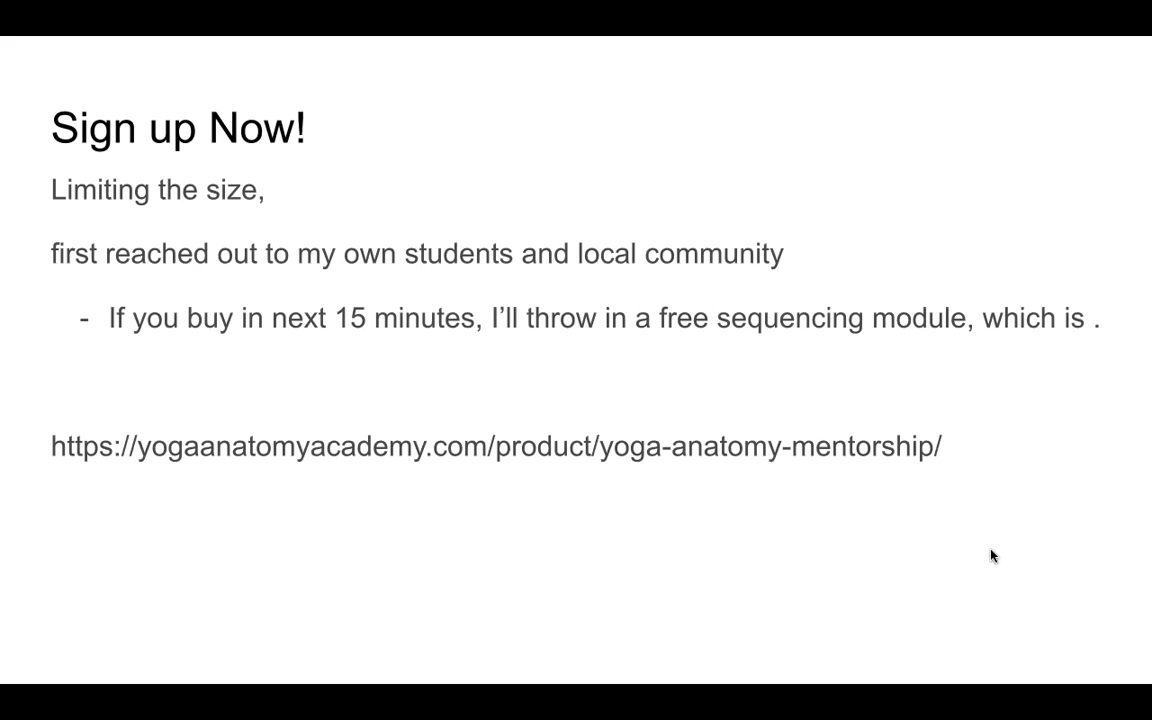 Sign up Now!
Limiting the size,
first reached out to my own students and local community
- If you buy in next 15 minutes, I’ll throw in a free sequencing module, which is .
https://yogaanatomyacademy.com/product/yoga-anatomy-mentorship/